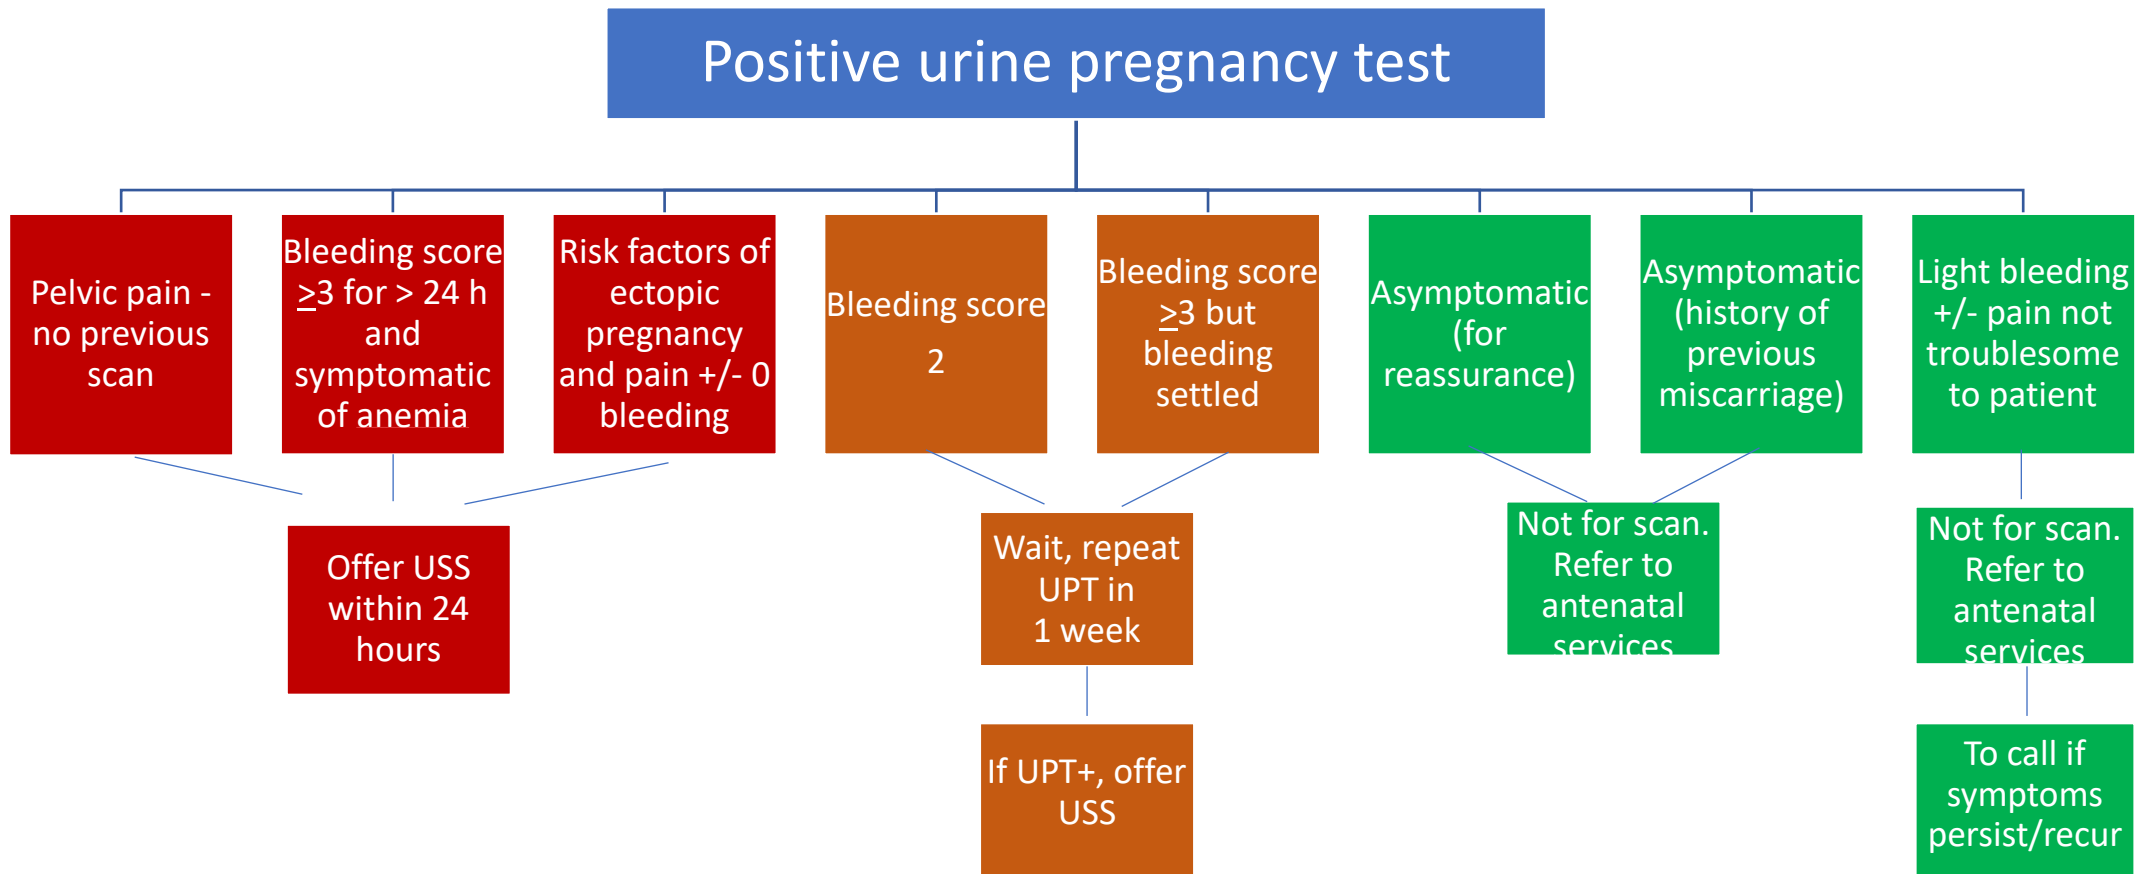 Positive urine pregnancy test
Pelvic pain -
no previous
scan
Bleeding score
≥3 for > 24 h
and
symptomatic
of anemia
Risk factors of
ectopic
pregnancy
and pain +/- 0
bleeding
Bleeding score
2
Bleeding score
≥3 but
bleeding
settled
Asymptomatic
(for
reassurance)
Asymptomatic
(history of
previous
miscarriage)
Light bleeding
+/- pain not
troublesome
to patient
Offer USS
within 24
hours
Wait, repeat
UPT in
1 week
Not for scan.
Refer to
antenatal
services
Not for scan.
Refer to
antenatal
services
If UPT+, offer
USS
To call if
symptoms
persist/recur